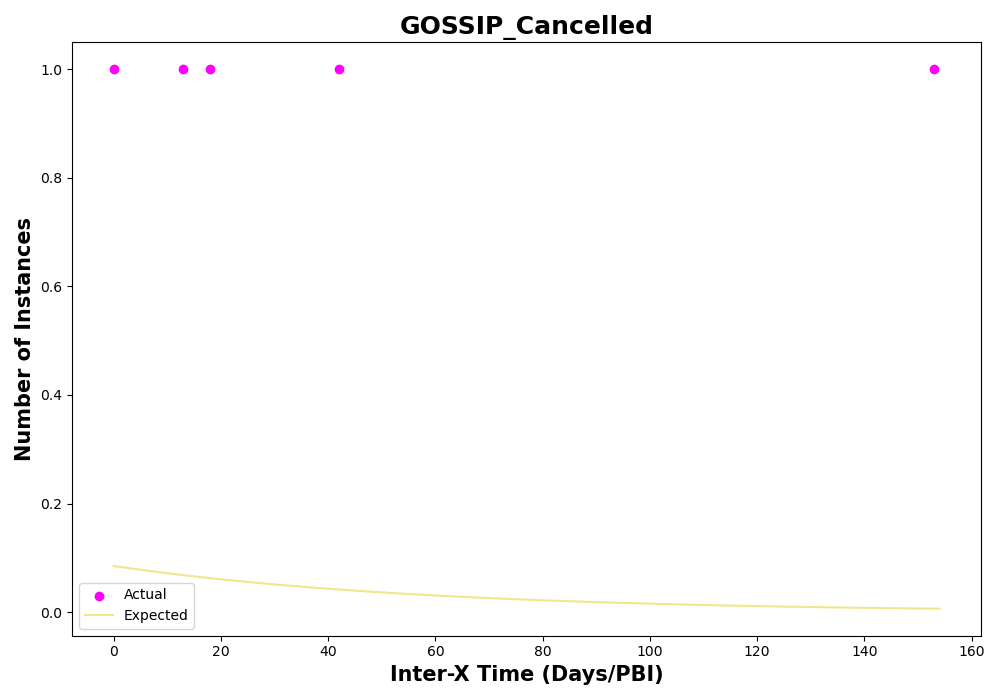 GOSSIP_Cancelled
1.0
0.8
0.6
0.4
0.2
0.0
Number of Instances
Actual
Expected
0 20 40 60 80 100 120 140 160
Inter-X Time (Days/PBI)